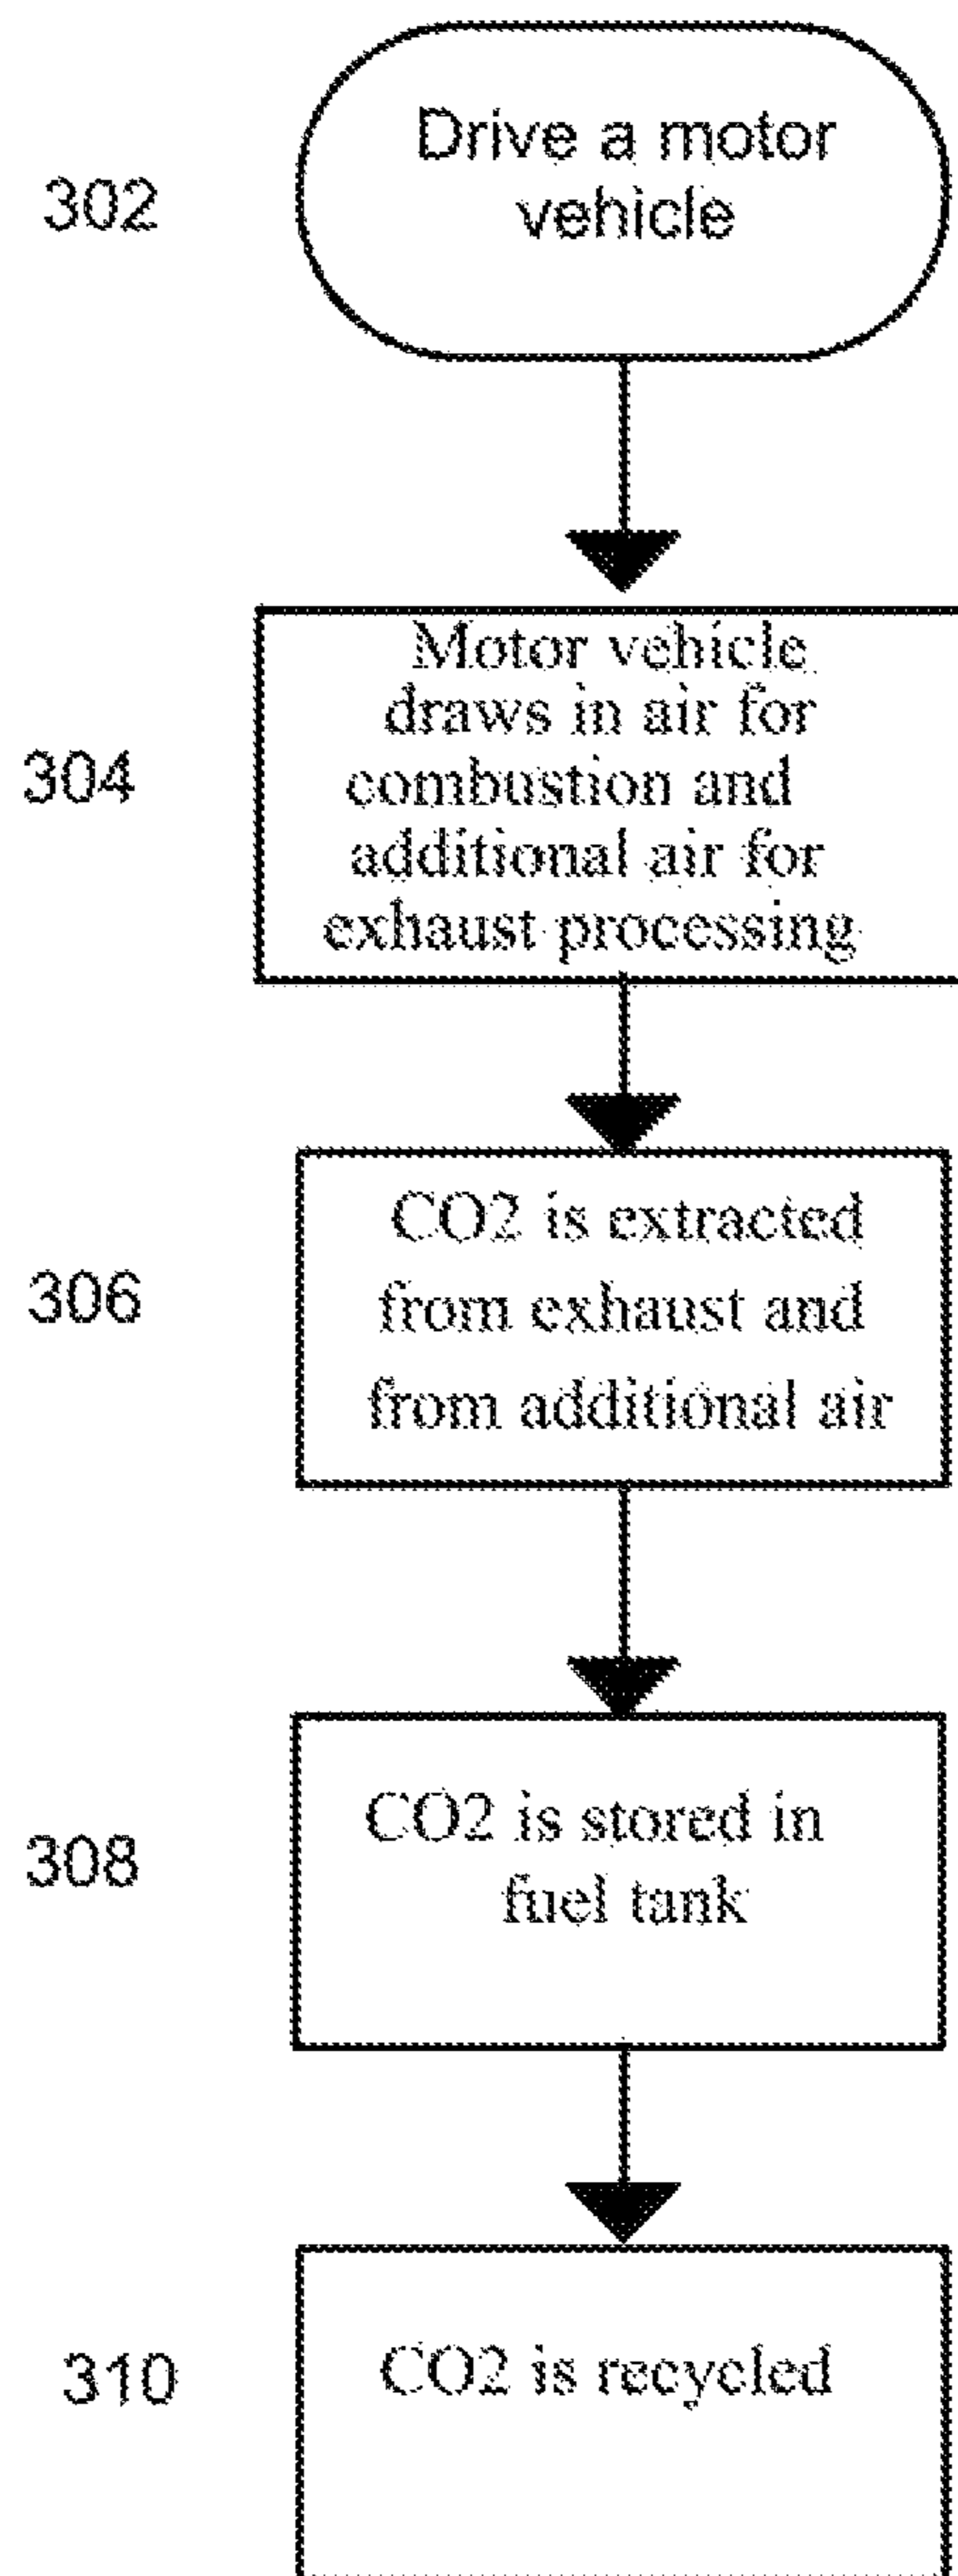 302
Drive a motor
vehicle
304
Motor vehicle
draws in air for
combustion and
additional air for
exhaust processing
306
CO2 is extracted
from exhaust and
from additional air
308
CO2 is stored in
fuel tank
310
CO2 is recycled